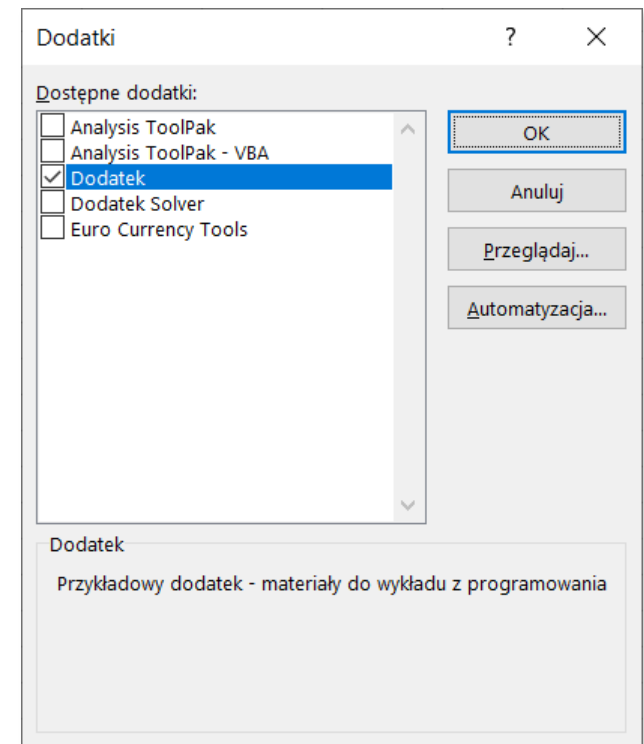 Dodatki
?
Dostępne dodatki:
Analysis ToolPak
Analysis ToolPak - VBA
Dodatek
Dodatek Solver
Euro Currency Tools
OK
Anuluj
Przeglądaj...
Automatyzacja...
Dodatek
Przykładowy dodatek - materiały do wykładu z programowania